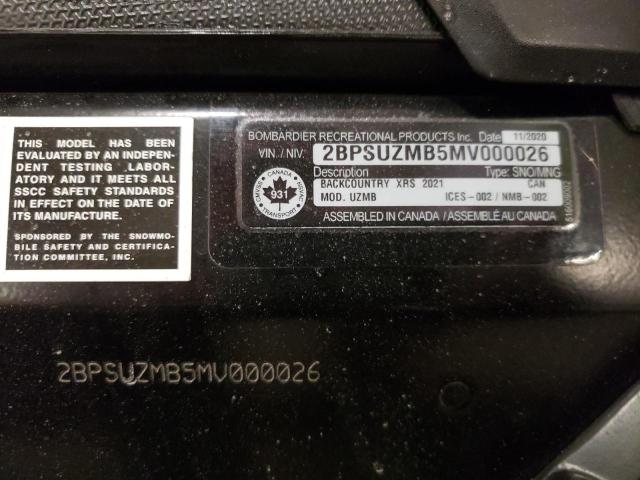 THIS MODEL HAS BEEN
EVALUATED BY AN INDEPEN-
DENT TESTING LABOR-
ATORY AND IT MEETS ALL
SSCC SAFETY STANDARDS
IN EFFECT ON THE DATE OF
ITS MANUFACTURE.
SPONSORED BY THE SNOWMO-
BILE SAFETY AND CERTIFICA-
TION COMMITTEE, INC.
BOMBARDIER RECREATIONAL PRODUCTS Inc. Date 11/2020
VIN / NIV. 2BPSUZMB5MV000026
Description Type: SNO/MNG
BACKCOUNTRY XRS 2021 CAN
MOD. UZMB ICES-002 / NMB-002
ASSEMBLED IN CANADA / ASSEMBLÉ AU CANADA
CANADA
931
TRANSPORT
2BPSUZMB5MV000026